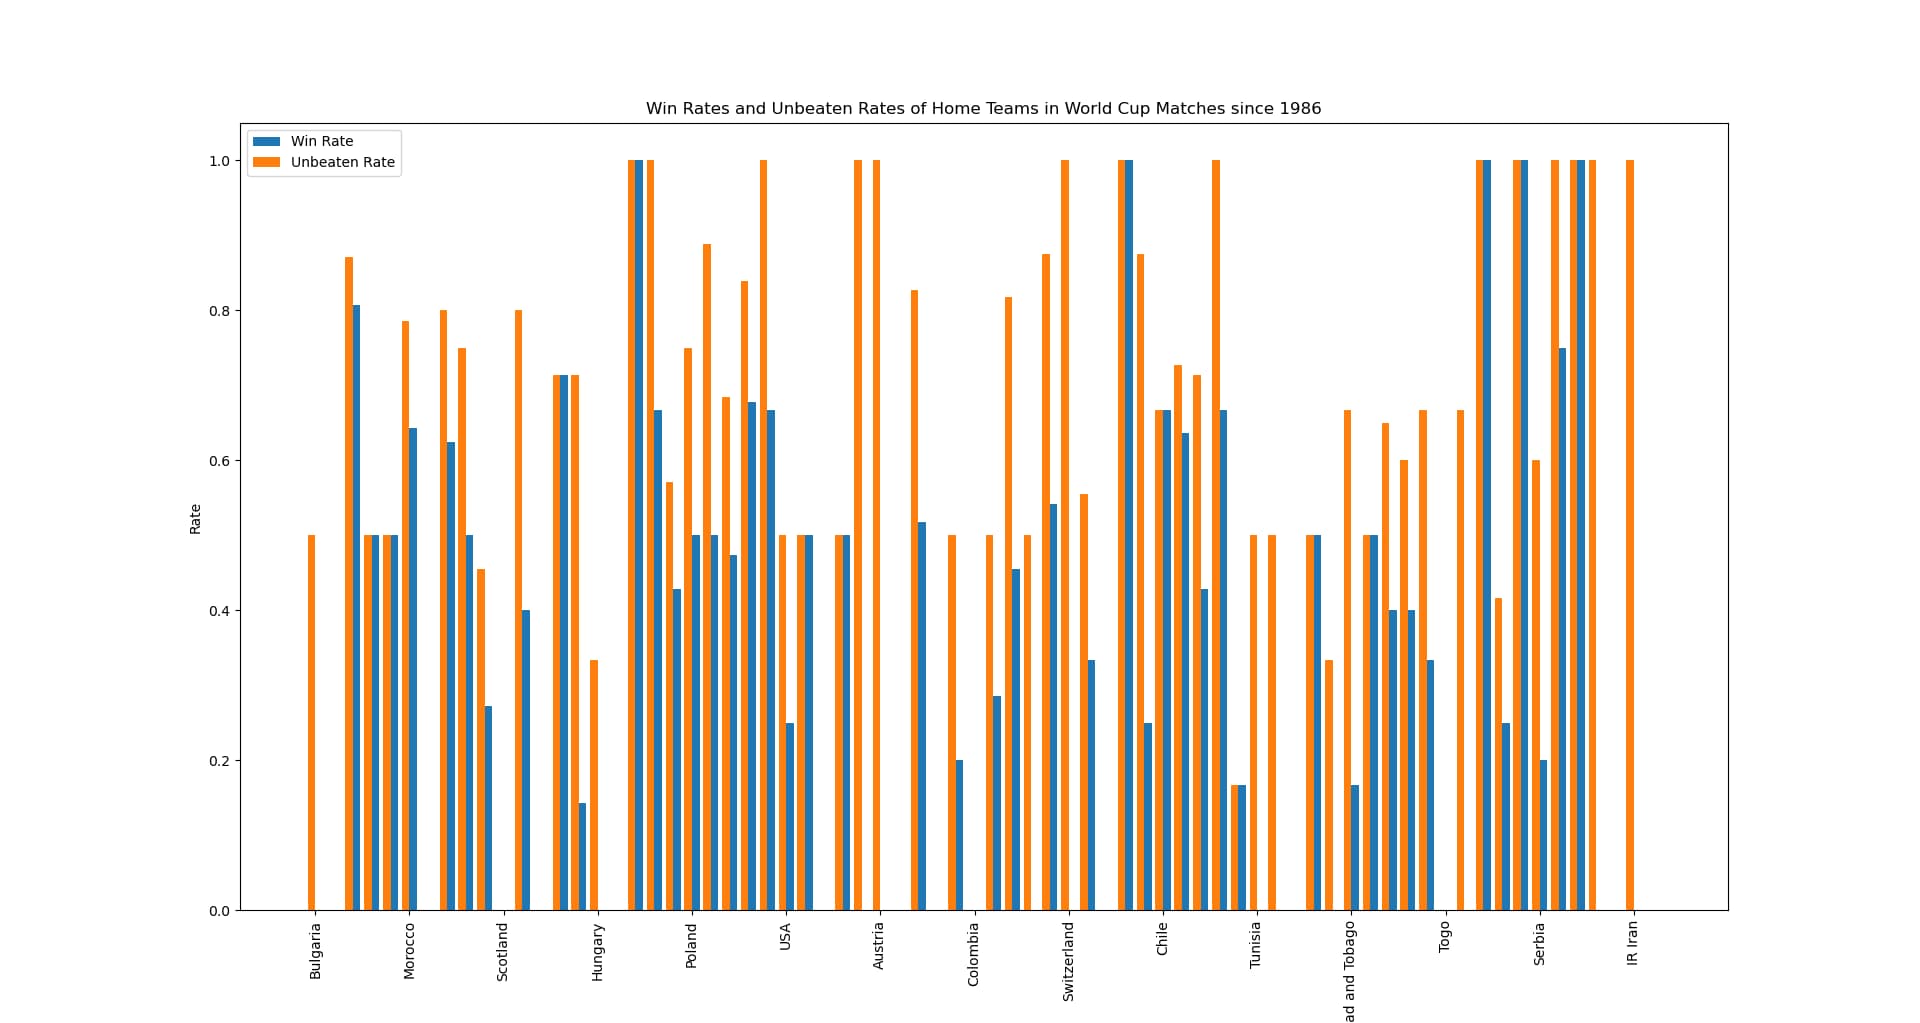 Win Rates and Unbeaten Rates of Home Teams in World Cup Matches since 1986
Win Rate
Unbeaten Rate
1.0
0.8
0.6
0.4
0.2
0.0
Rate
Bulgaria
Morocco
Scotland
Hungary
Poland
USA
Austria
Colombia
Switzerland
Chile
Tunisia
ad and Tobago
Togo
Serbia
IR Iran